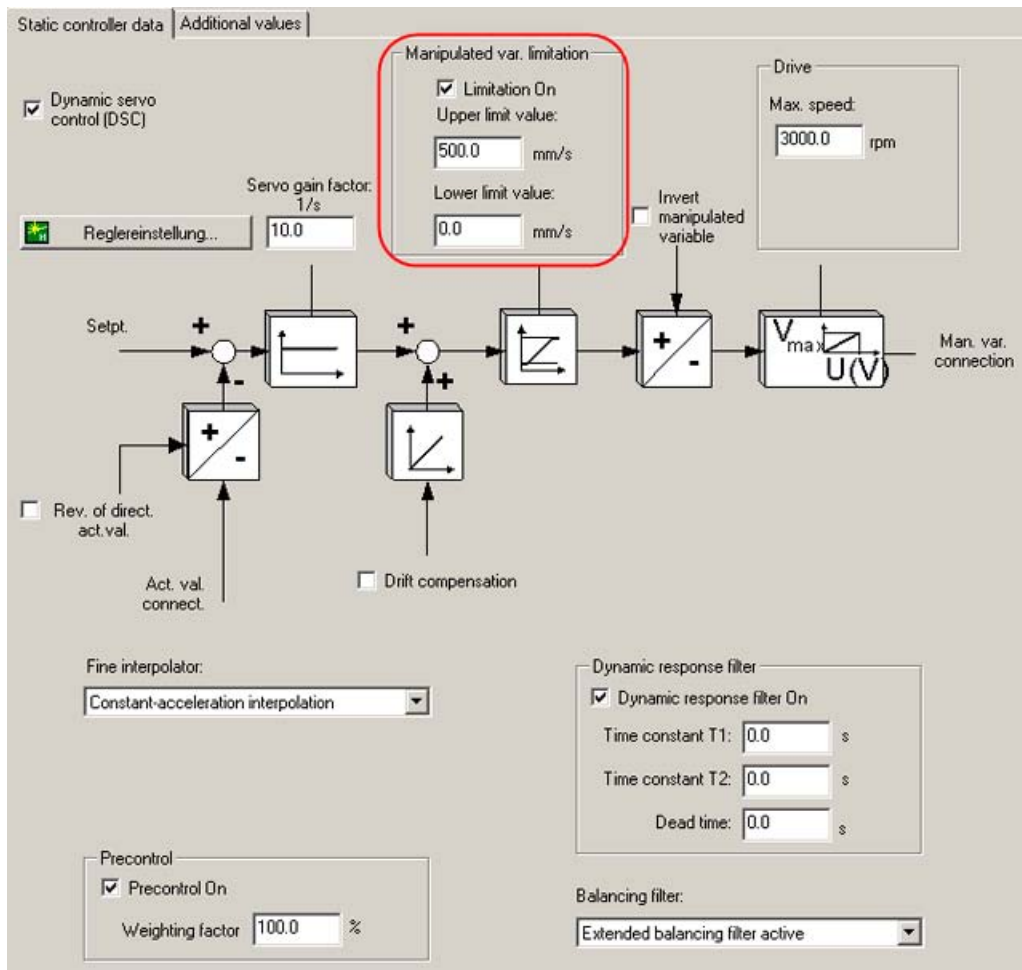 Static controller data
Additional values
Dynamic servo
control (DSC)
Manipulated var. limitation
Limitation On
Upper limit value:
500.0 mm/s
Lower limit value:
0.0 mm/s
Drive
Max. speed:
3000.0 rpm
Servo gain factor:
1/s
10.0
Reglereinstellung...
Invert
manipulated
variable
Setpt.
+
-
+
+
+
-
V max
U(V)
Man. var.
connection
+
-
Rev. of direct.
act.val.
Act. val.
connect.
Drift compensation
Fine interpolator:
Constant-acceleration interpolation
Dynamic response filter
Dynamic response filter On
Time constant T1: 0.0 s
Time constant T2: 0.0 s
Dead time: 0.0 s
Precontrol
Precontrol On
Weighting factor 100.0 %
Balancing filter:
Extended balancing filter active